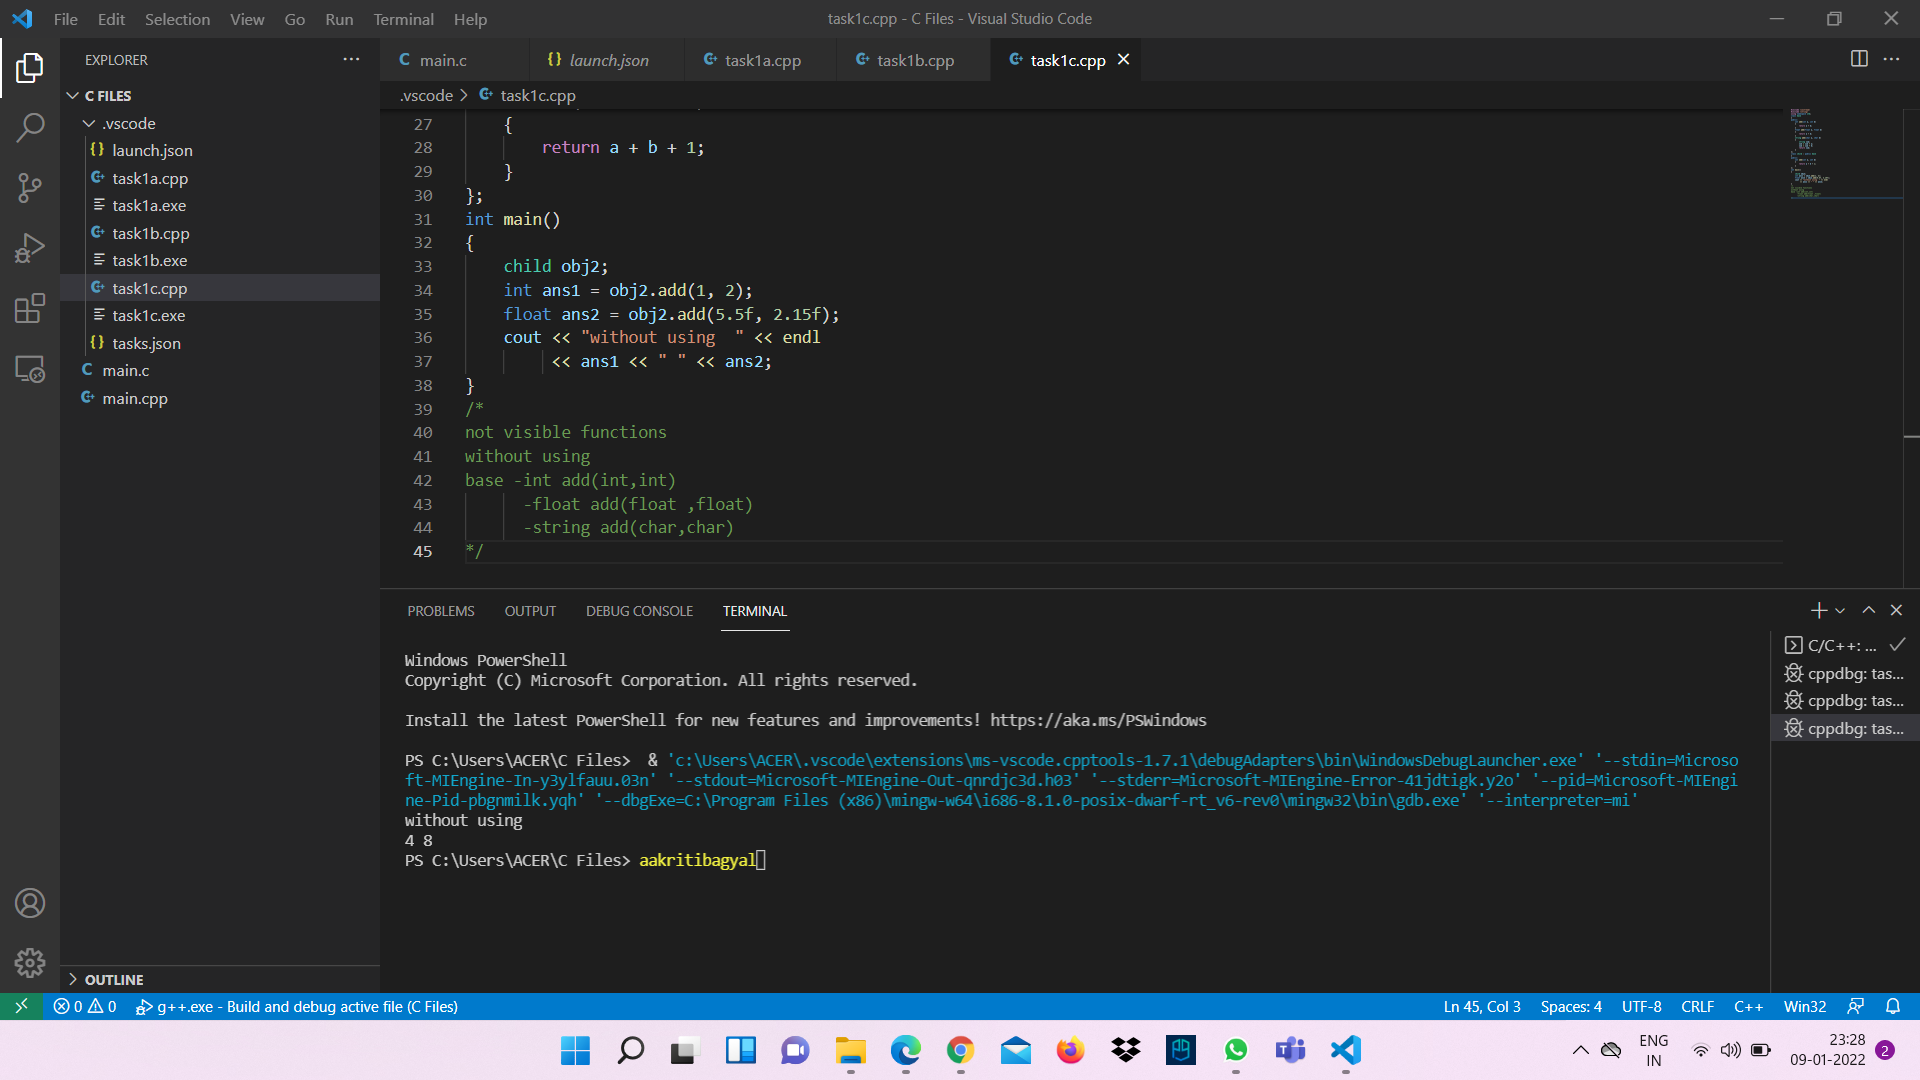 File Edit Selection View Go Run Terminal Help
task1c.cpp - C Files - Visual Studio Code
EXPLORER
C FILES
.vscode
launch.json
task1a.cpp
task1a.exe
task1b.cpp
task1b.exe
task1c.cpp
task1c.exe
tasks.json
main.c
main.cpp
OUTLINE
main.c launch.json task1a.cpp task1b.cpp task1c.cpp
.vscode > task1c.cpp
27 {
28 return a + b + 1;
29 }
30 };
31 int main()
32 {
33 child obj2;
34 int ans1 = obj2.add(1, 2);
35 float ans2 = obj2.add(5.5f, 2.15f);
36 cout << "without using  " << endl
37 << ans1 << " " << ans2;
38 }
39 /*
40 not visible functions
41 without using
42 base -int add(int,int)
43 -float add(float ,float)
44 -string add(char,char)
45 */
PROBLEMS OUTPUT DEBUG CONSOLE TERMINAL
Windows PowerShell
Copyright (C) Microsoft Corporation. All rights reserved.
Install the latest PowerShell for new features and improvements! https://aka.ms/PSWindows
PS C:\Users\ACER\C Files>  & 'c:\Users\ACER\.vscode\extensions\ms-vscode.cpptools-1.7.1\debugAdapters\bin\WindowsDebugLauncher.exe' '--stdin=Microso
ft-MIEngine-In-y3ylfauu.03n' '--stdout=Microsoft-MIEngine-Out-qnrdjc3d.h03' '--stderr=Microsoft-MIEngine-Error-41jdtigk.y2o' '--pid=Microsoft-MIEngi
ne-Pid-pbgnmilk.yqh' '--dbgExe=C:\Program Files (x86)\mingw-w64\i686-8.1.0-posix-dwarf-rt_v6-rev0\mingw32\bin\gdb.exe' '--interpreter=mi'
without using
4 8
PS C:\Users\ACER\C Files> aakritibagyal
C/C++: ...
cppdbg: tas...
cppdbg: tas...
cppdbg: tas...
0 0 g++.exe - Build and debug active file (C Files)
Ln 45, Col 3 Spaces: 4 UTF-8 CRLF C++ Win32
ENG
IN
23:28
09-01-2022
2